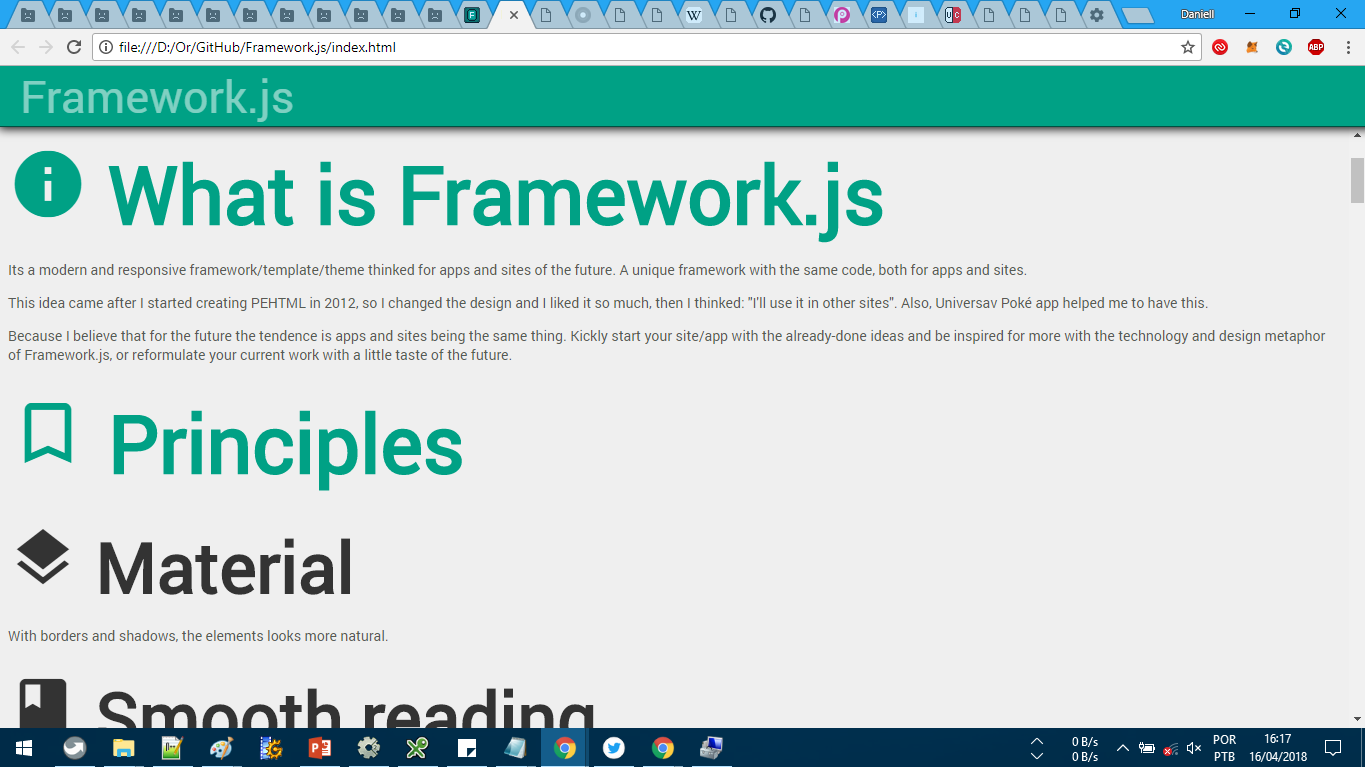 Daniell
file:///D:/Or/GitHub/Framework.js/index.html
ABP
Framework.js
What is Framework.js
Its a modern and responsive framework/template/theme thinked for apps and sites of the future. A unique framework with the same code, both for apps and sites.
This idea came after I started creating PEHTML in 2012, so I changed the design and I liked it so much, then I thinked: "I'll use it in other sites". Also, Universav Poké app helped me to have this.
Because I believe that for the future the tendence is apps and sites being the same thing. Kickly start your site/app with the already-done ideas and be inspired for more with the technology and design metaphor
of Framework.js, or reformulate your current work with a little taste of the future.
Principles
Material
With borders and shadows, the elements looks more natural.
Smooth reading
0 B/s
0 B/s
POR
PTB
16:17
16/04/2018